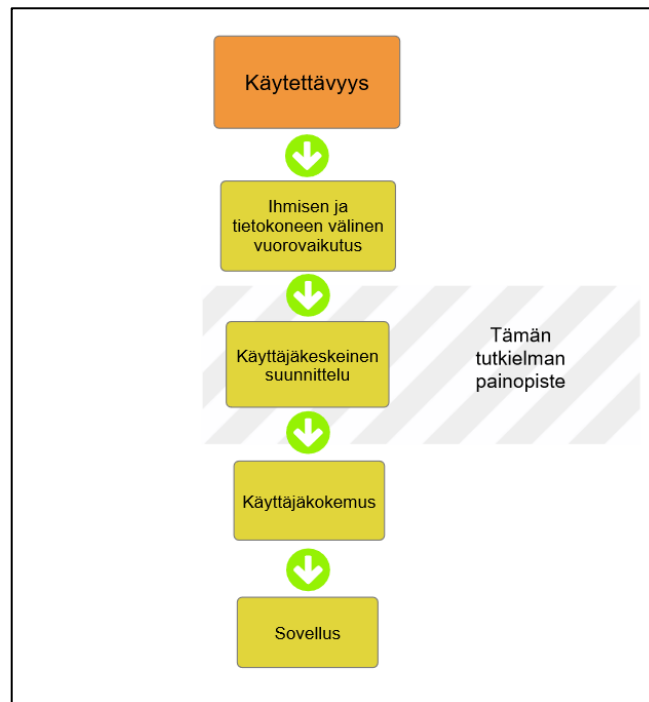 Käytettävyys
Ihmisen ja
tietokoneen välinen
vuorovaikutus
Käyttäjäkeskeinen
suunnittelu
Tämän
tutkielman
painopiste
Käyttäjäkokemus
Sovellus